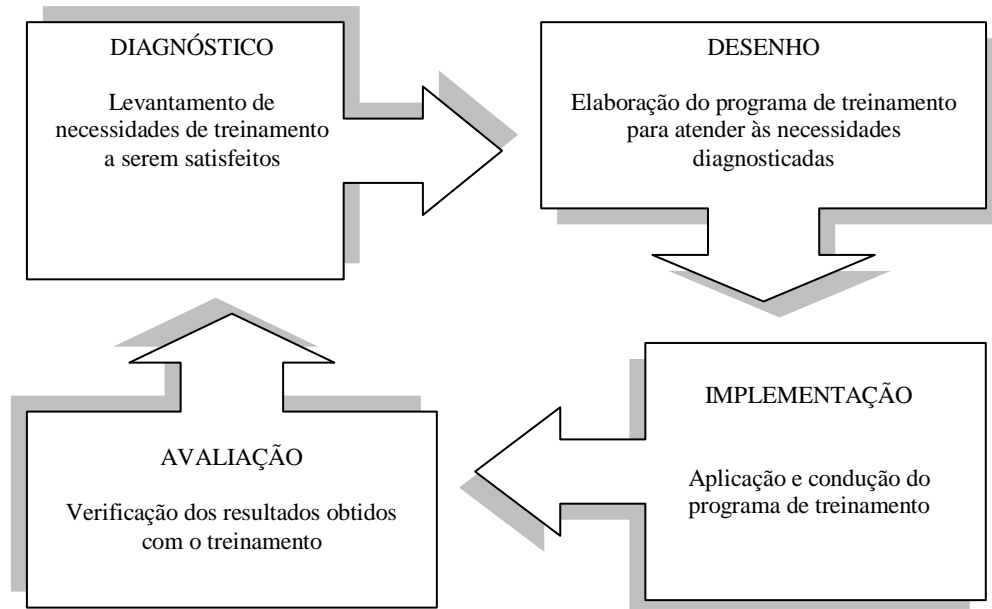 DIAGNÓSTICO
Levantamento de
necessidades de treinamento
a serem satisfeitos
DESENHO
Elaboração do programa de treinamento
para atender às necessidades
diagnosticadas
IMPLEMENTAÇÃO
Aplicação e condução do
programa de treinamento
AVALIAÇÃO
Verificação dos resultados obtidos
com o treinamento